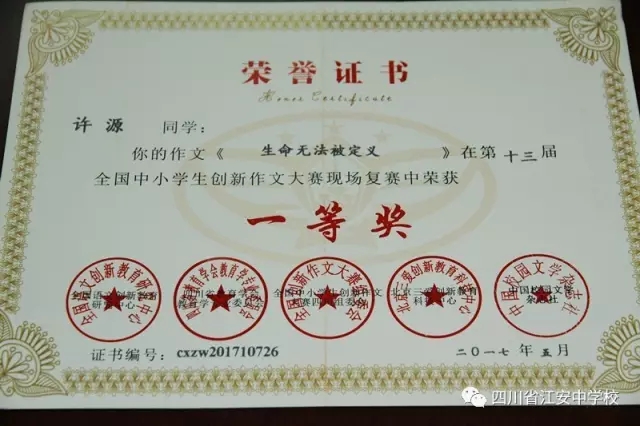 荣誉证书
Honor Certificate
许源 同学：
你的作文《 生命无法被定义 》在第十三届
全国中小学生创新作文大赛现场复赛中荣获
一等奖
证书编号：cxzw201710726
二〇一七年五月
四川省江安中学校